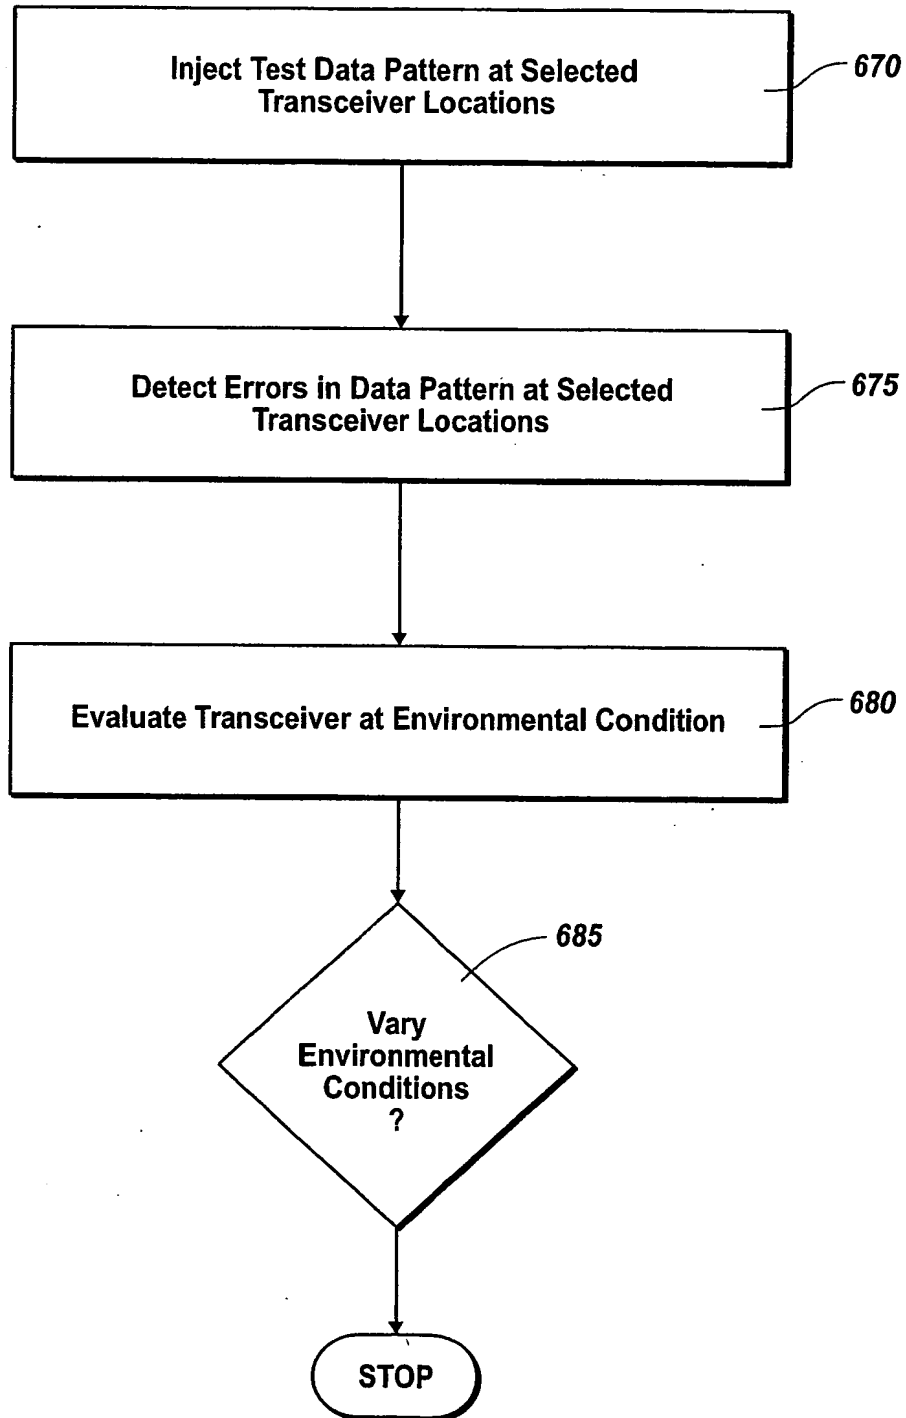 Inject Test Data Pattern at Selected
Transceiver Locations
670
Detect Errors in Data Pattern at Selected
Transceiver Locations
675
Evaluate Transceiver at Environmental Condition
680
685
Vary
Environmental
Conditions
?
STOP